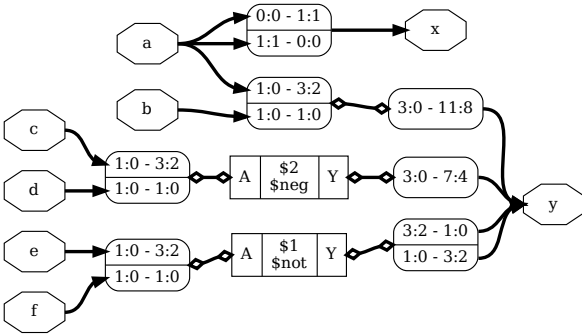 a
0:0 - 1:1
1:1 - 0:0
x
b
1:0 - 3:2
1:0 - 1:0
3:0 - 11:8
c
d
1:0 - 3:2
1:0 - 1:0
A
$2
$neg
Y
3:0 - 7:4
y
e
f
1:0 - 3:2
1:0 - 1:0
A
$1
$not
Y
3:2 - 1:0
1:0 - 3:2